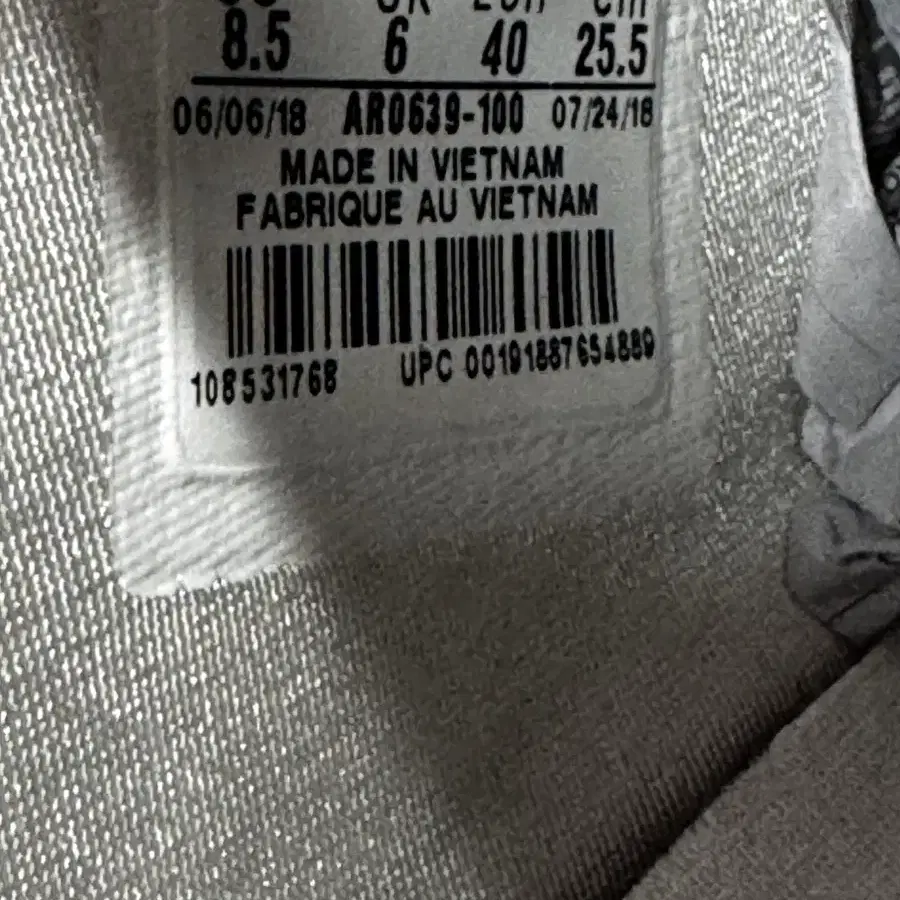 8.5 6 40 25.5
06/06/18 AR0639-100 07/24/18
MADE IN VIETNAM
FABRIQUE AU VIETNAM
108531768 UPC 00191887654889